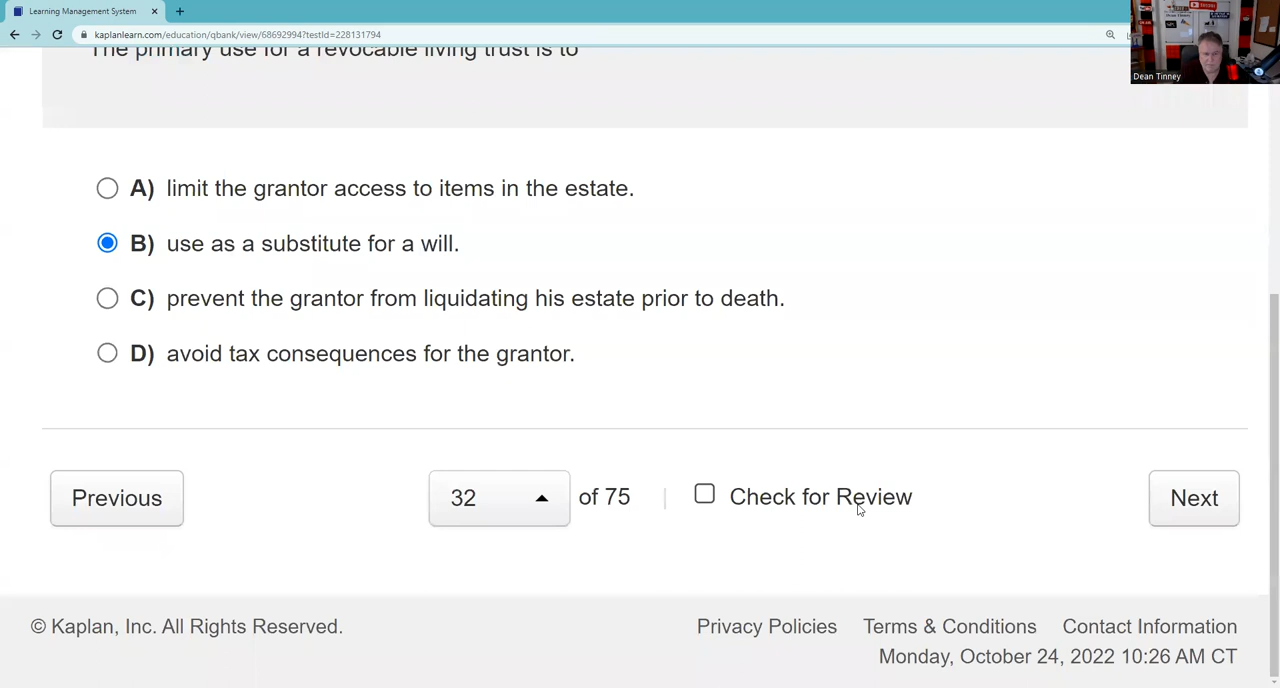 Learning Management System
kaplanlearn.com/education/qbank/view/68692994?testId=228131794
Dean Tinney
The primary use for a revocable living trust is to
A) limit the grantor access to items in the estate.
B) use as a substitute for a will.
C) prevent the grantor from liquidating his estate prior to death.
D) avoid tax consequences for the grantor.
Previous
32
of 75
Check for Review
Next
© Kaplan, Inc. All Rights Reserved.
Privacy Policies
Terms & Conditions
Contact Information
Monday, October 24, 2022 10:26 AM CT